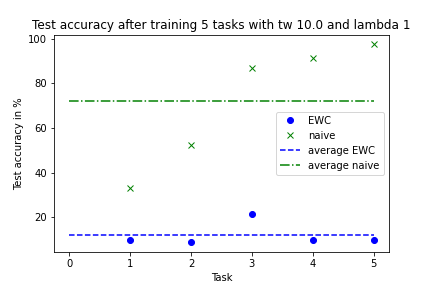 Test accuracy after training 5 tasks with tw 10.0 and lambda 1
100
80
60
40
20
Test accuracy in %
EWC
naive
average EWC
average naive
0 1 2 3 4 5
Task